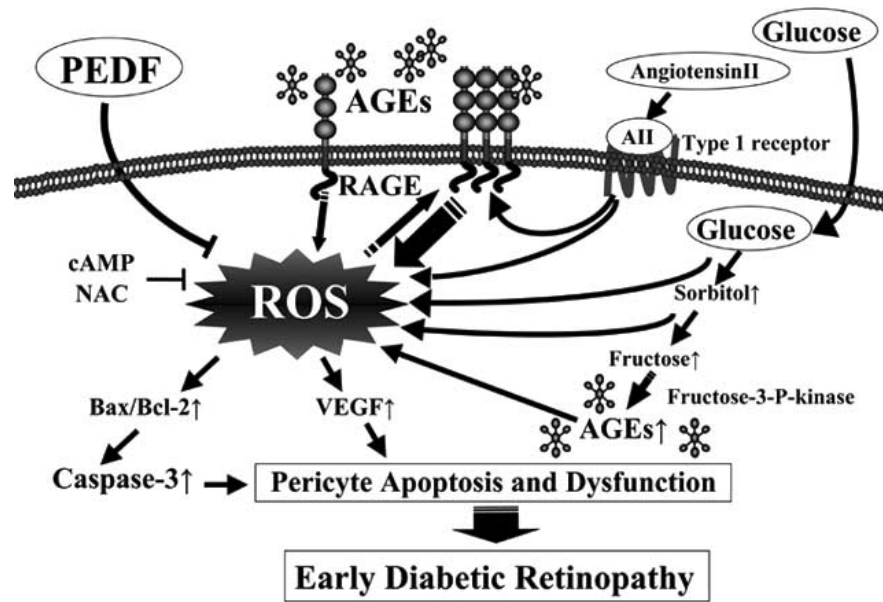 Glucose
PEDF
AngiotensinII
AGEs
AII
Type 1 receptor
RAGE
Glucose
cAMP
NAC
ROS
Sorbitol↑
Fructose↑
Fructose-3-P-kinase
Bax/Bcl-2↑
VEGF↑
AGEs↑
Caspase-3↑
Pericyte Apoptosis and Dysfunction
Early Diabetic Retinopathy